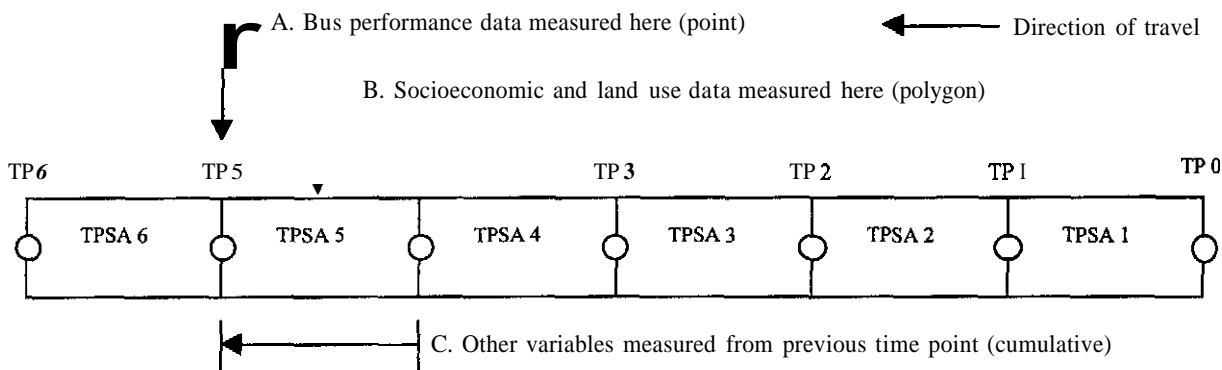 A. Bus performance data measured here (point)
Direction of travel
B. Socioeconomic and land use data measured here (polygon)
TP 6 TP 5 TP 3 TP 2 TP I TP 0
TPSA 6 TPSA 5 TPSA 4 TPSA 3 TPSA 2 TPSA 1
C. Other variables measured from previous time point (cumulative)